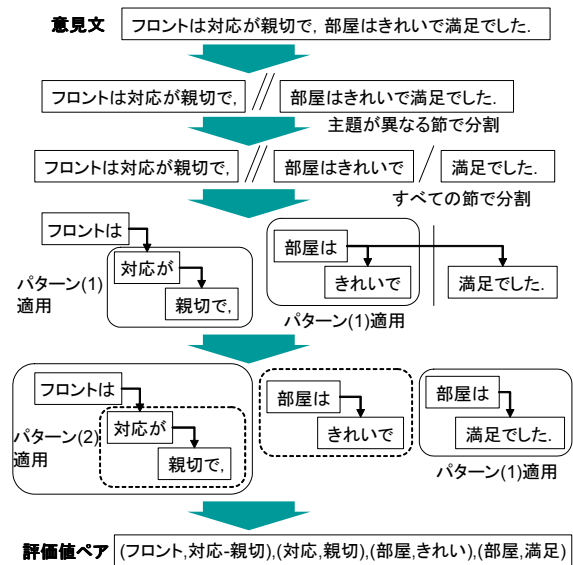 意見文 フロントは対応が親切で, 部屋はきれいで満足でした.
フロントは対応が親切で, 部屋はきれいで満足でした.
主題が異なる節で分割
フロントは対応が親切で, 部屋はきれいで 満足でした.
すべての節で分割
フロントは
対応が
親切で,
パターン(1)
適用
部屋は
きれいで
満足でした.
パターン(1)適用
フロントは
対応が
親切で,
パターン(2)
適用
部屋は
きれいで
部屋は
満足でした.
パターン(1)適用
評価値ペア (フロント,対応-親切),(対応,親切),(部屋,きれい),(部屋,満足)